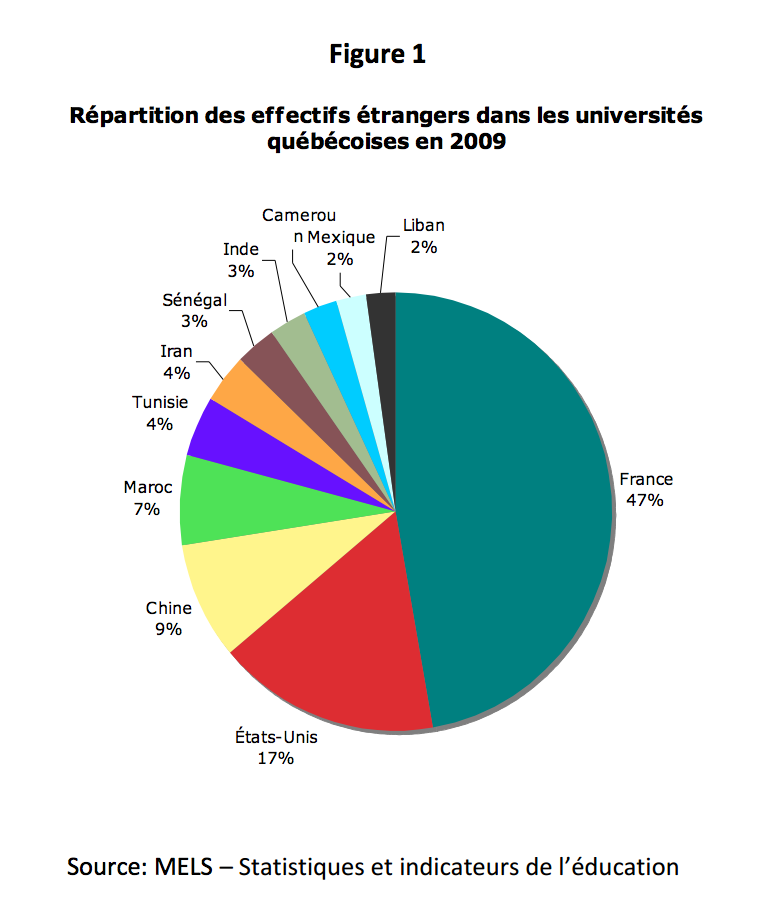 Figure 1
Répartition des effectifs étrangers dans les universités
québécoises en 2009
Camerou
n
Mexique
2%
Liban
2%
Inde
3%
Sénégal
3%
Iran
4%
Tunisie
4%
Maroc
7%
France
47%
Chine
9%
États-Unis
17%
Source: MELS – Statistiques et indicateurs de l’éducation